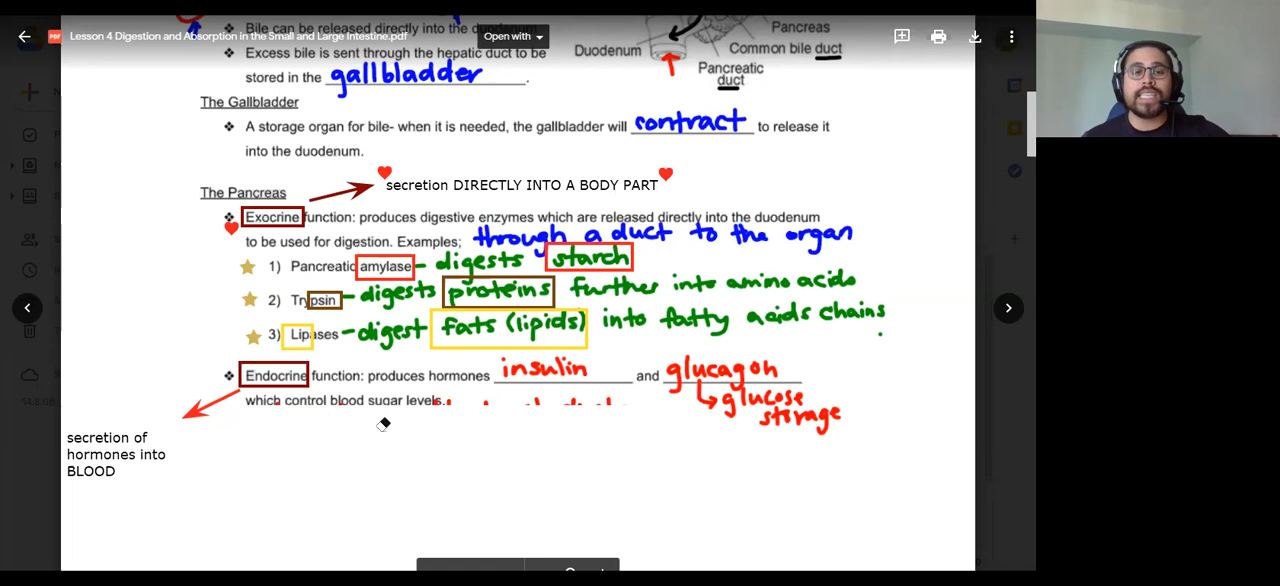 Bile can be released directly into the duodenum
Lesson 4 Digestion and Absorption in the Small and Large Intestine.pdf
PDF
Open with
Excess bile is sent through the hepatic duct to be
stored in the gallbladder.
Duodenum
Pancreas
Common bile duct
Pancreatic
duct
The Gallbladder
❖ A storage organ for bile- when it is needed, the gallbladder will contract to release it
into the duodenum.
The Pancreas
secretion DIRECTLY INTO A BODY PART
❖ Exocrine function: produces digestive enzymes which are released directly into the duodenum
to be used for digestion. Examples; through a duct to the organ
1) Pancreatic amylase - digests starch
2) Trypsin - digests proteins further into amino acids
3) Lipases - digest fats (lipids) into fatty acids chains.
❖ Endocrine function: produces hormones insulin and glucagon
which control blood sugar levels.
↳ glucose
storage
secretion of
hormones into
BLOOD